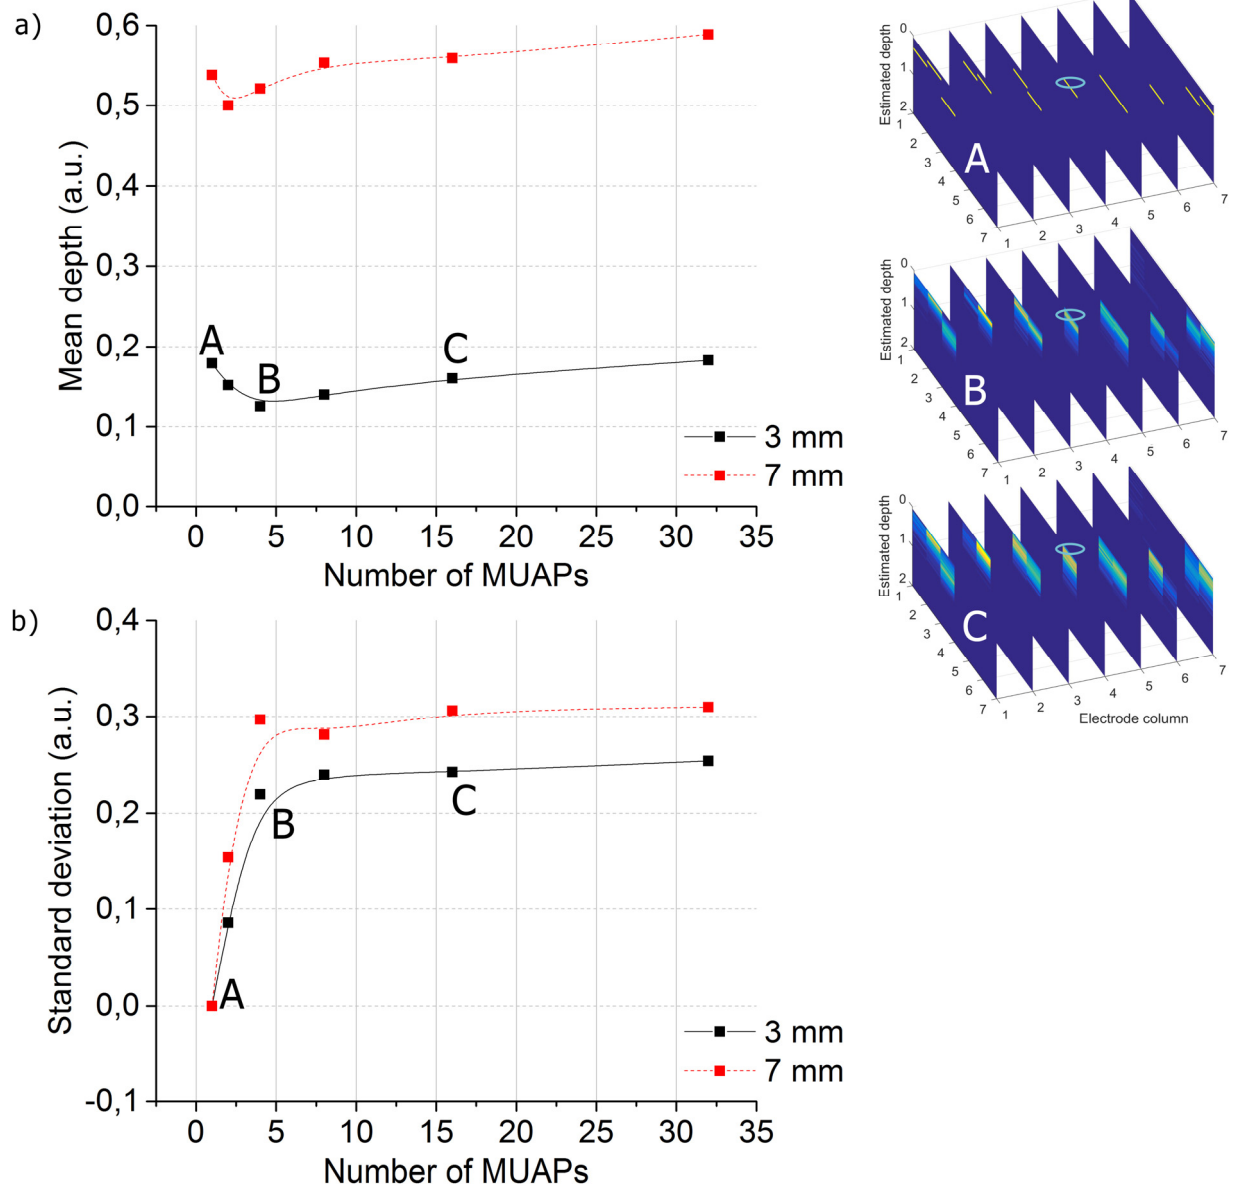 a)
0,6
0,5
0,4
0,3
0,2
0,1
0,0
Mean depth (a.u.)
A
B
C
3 mm
7 mm
0 5 10 15 20 25 30 35
Number of MUAPs
b)
0,4
0,3
0,2
0,1
0,0
-0,1
Standard deviation (a.u.)
A
B
C
3 mm
7 mm
0 5 10 15 20 25 30 35
Number of MUAPs
Estimated depth
0
1
2
1
2
3
4
5
6
7
A
1 2 3 4 5 6 7
Estimated depth
0
1
2
1
2
3
4
5
6
7
B
1 2 3 4 5 6 7
Estimated depth
0
1
2
1
2
3
4
5
6
7
C
1 2 3 4 5 6 7
Electrode column